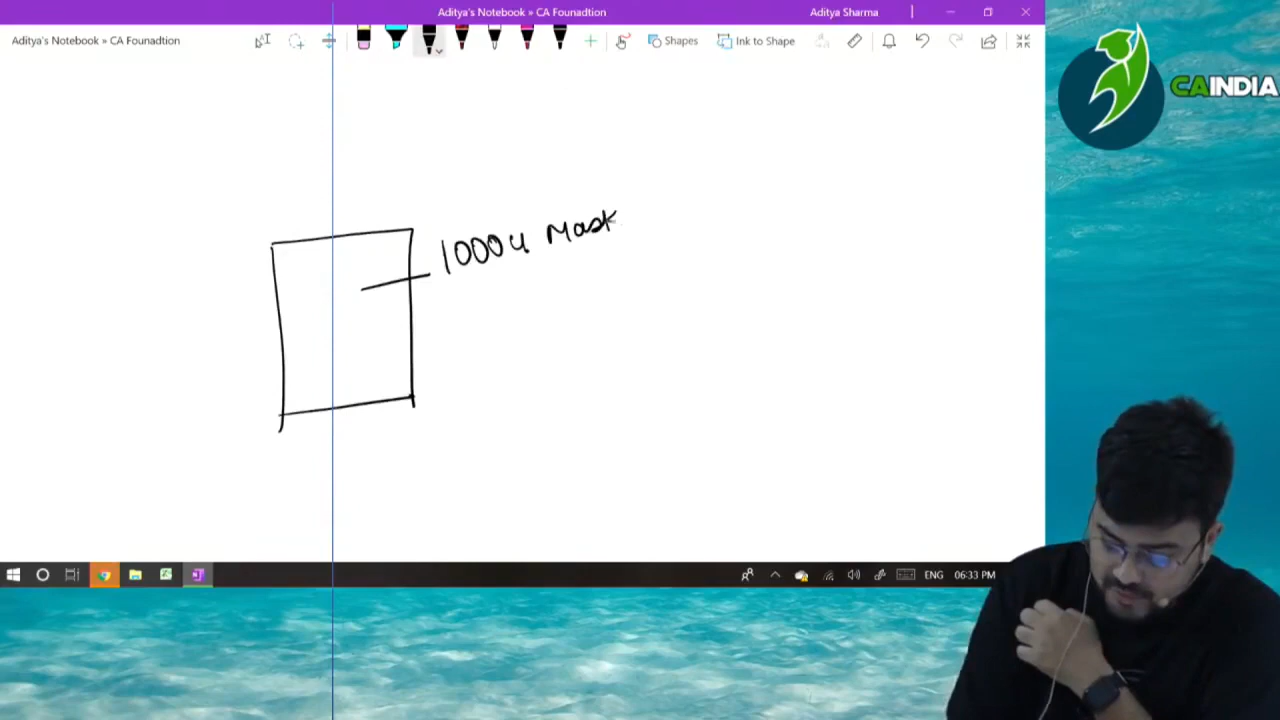 Aditya's Notebook » CA Founadtion
Aditya Sharma
Aditya's Notebook » CA Founadtion
Shapes
Ink to Shape
CAINDIA
1000 u Mask
ENG
06:33 PM